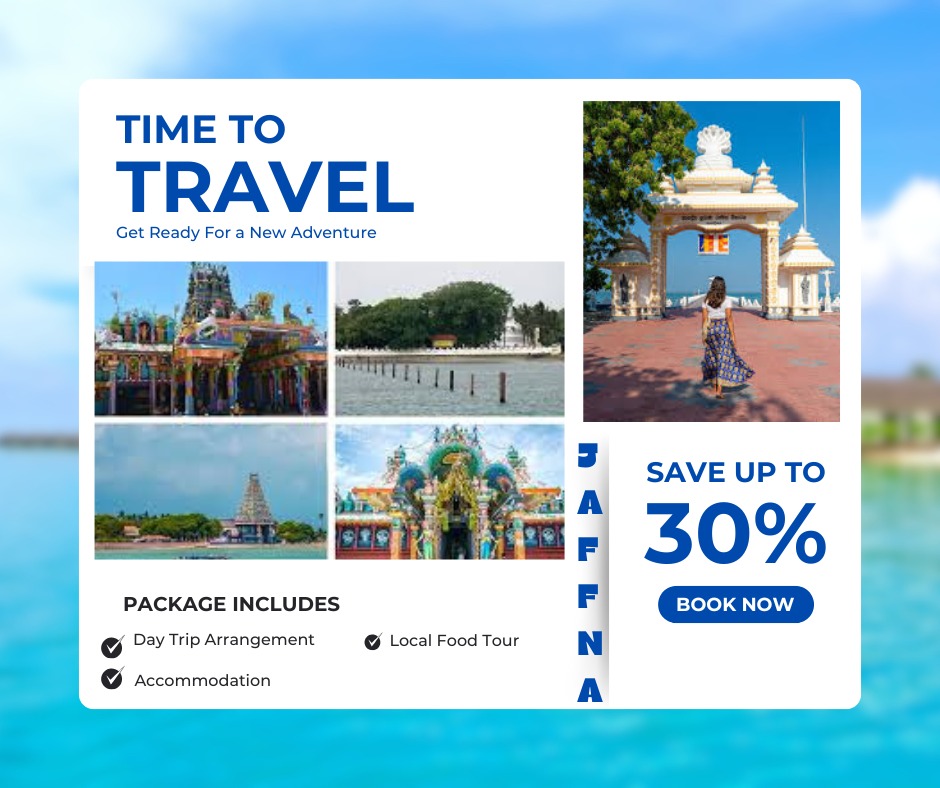 TIME TO
TRAVEL
Get Ready For a New Adventure
JAFFNA
SAVE UP TO
30%
BOOK NOW
PACKAGE INCLUDES
Day Trip Arrangement
Local Food Tour
Accommodation